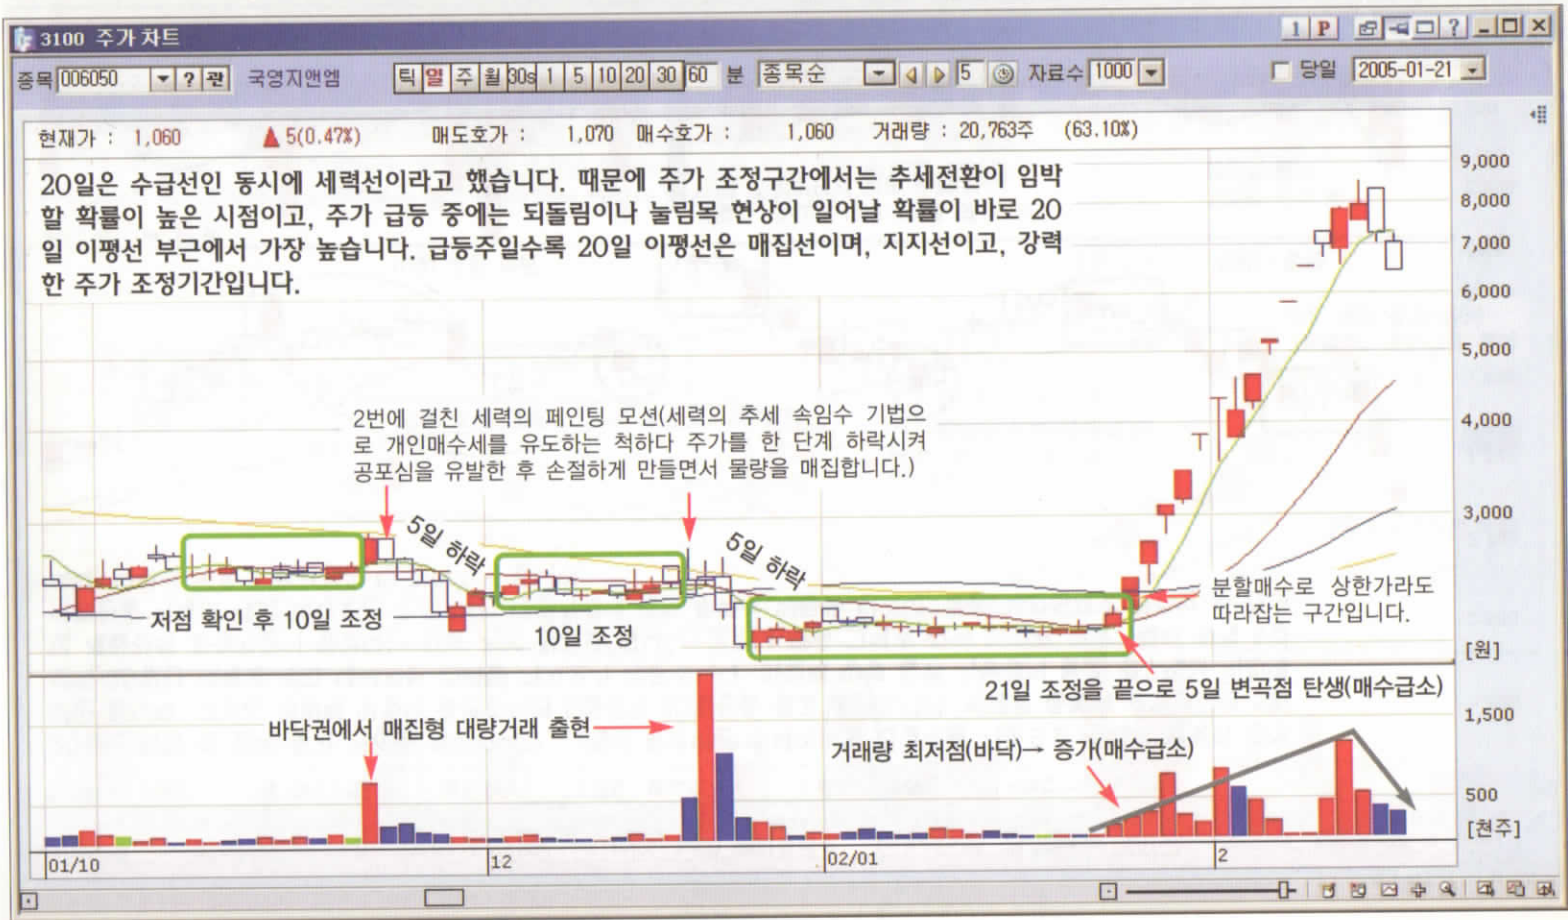 3100 주가 차트
1 P ?
종목 006050 ? 관 국영지앤엠 틱 일 주 월 30s 1 5 10 20 30 60 분 종목순 5 자료수 1000 당일 2005-01-21
현재가 : 1,060 ▲ 5(0.47%) 매도호가 : 1,070 매수호가 : 1,060 거래량 : 20,763주 (63.10%)
20일은 수급선인 동시에 세력선이라고 했습니다. 때문에 주가 조정구간에서는 추세전환이 임박
할 확률이 높은 시점이고, 주가 급등 중에는 되돌림이나 눌림목 현상이 일어날 확률이 바로 20
일 이평선 부근에서 가장 높습니다. 급등주일수록 20일 이평선은 매집선이며, 지지선이고, 강력
한 주가 조정기간입니다.
9,000
8,000
7,000
6,000
5,000
4,000
3,000
[원]
2번에 걸친 세력의 페인팅 모션(세력의 추세 속임수 기법으
로 개인매수세를 유도하는 척하다 주가를 한 단계 하락시켜
공포심을 유발한 후 손절하게 만들면서 물량을 매집합니다.)
5일 하락
5일 하락
저점 확인 후 10일 조정
10일 조정
분할매수로 상한가라도
따라잡는 구간입니다.
21일 조정을 끝으로 5일 변곡점 탄생(매수급소)
바닥권에서 매집형 대량거래 출현
거래량 최저점(바닥)→ 증가(매수급소)
1,500
500
[천주]
01/10 12 02/01 2